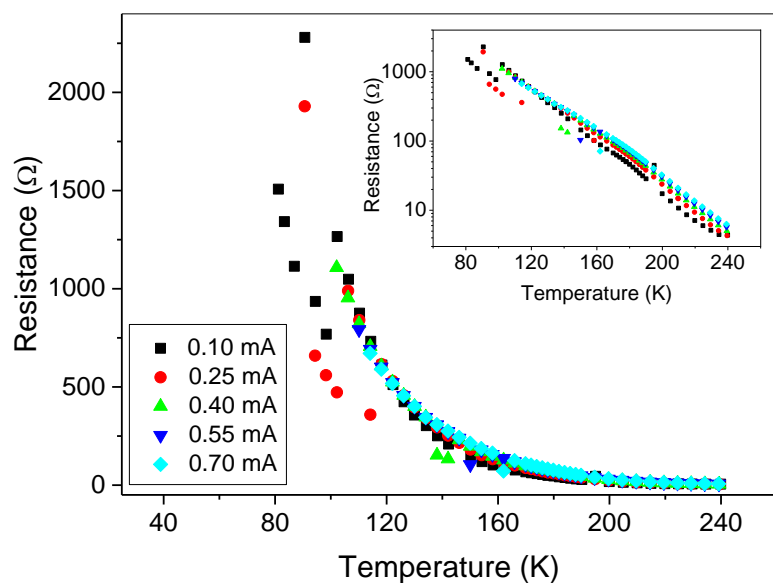 2000
1500
1000
500
0
Resistance (Ω)
40 80 120 160 200 240
Temperature (K)
0.10 mA
0.25 mA
0.40 mA
0.55 mA
0.70 mA
1000
100
10
Resistance (Ω)
80 120 160 200 240
Temperature (K)